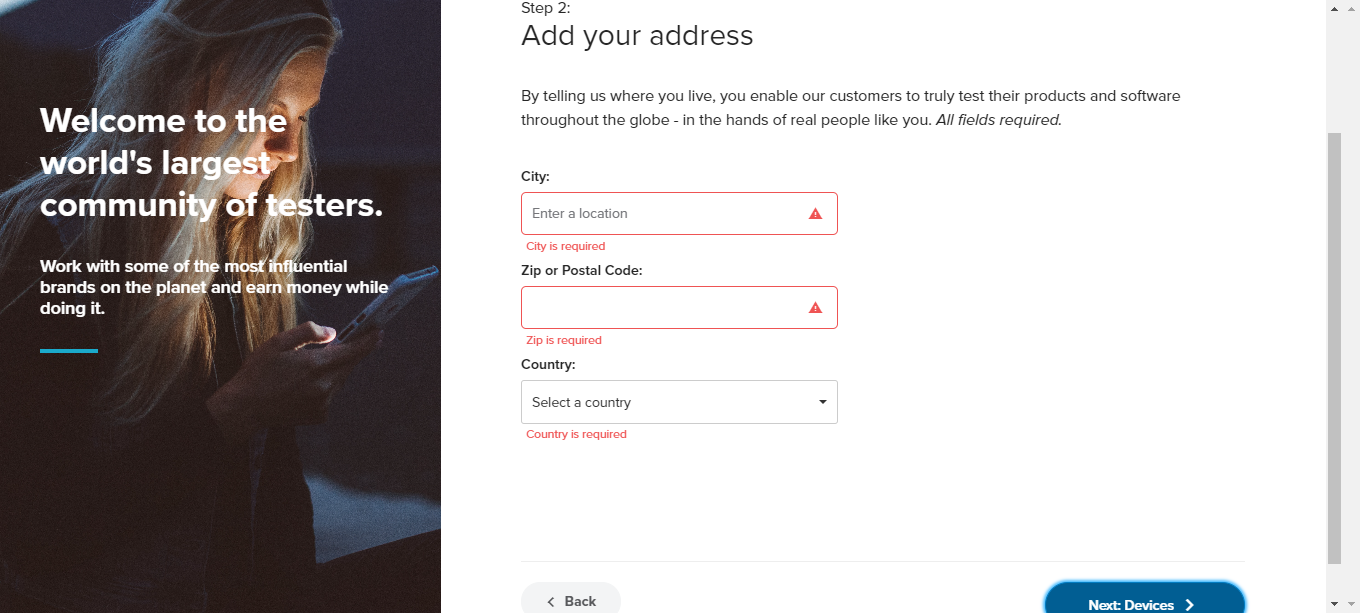 Welcome to the
world's largest
community of testers.
Work with some of the most influential
brands on the planet and earn money while
doing it.
Step 2:
Add your address
By telling us where you live, you enable our customers to truly test their products and software
throughout the globe - in the hands of real people like you. All fields required.
City:
Enter a location
City is required
Zip or Postal Code:
Zip is required
Country:
Select a country
Country is required
Back
Next: Devices